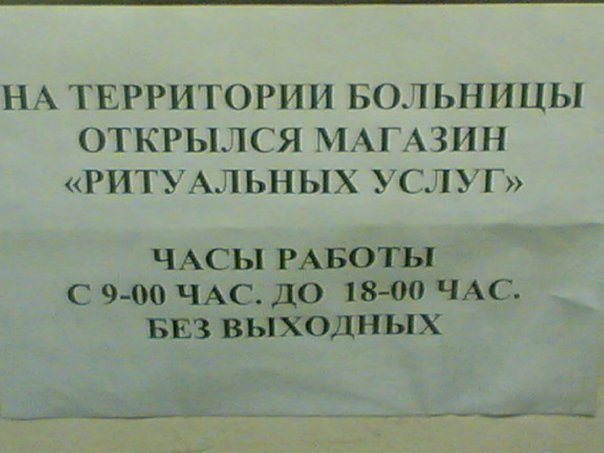 НА ТЕРРИТОРИИ БОЛЬНИЦЫ
ОТКРЫЛСЯ МАГАЗИН
«РИТУАЛЬНЫХ УСЛУГ»
ЧАСЫ РАБОТЫ
С 9-00 ЧАС. ДО 18-00 ЧАС.
БЕЗ ВЫХОДНЫХ